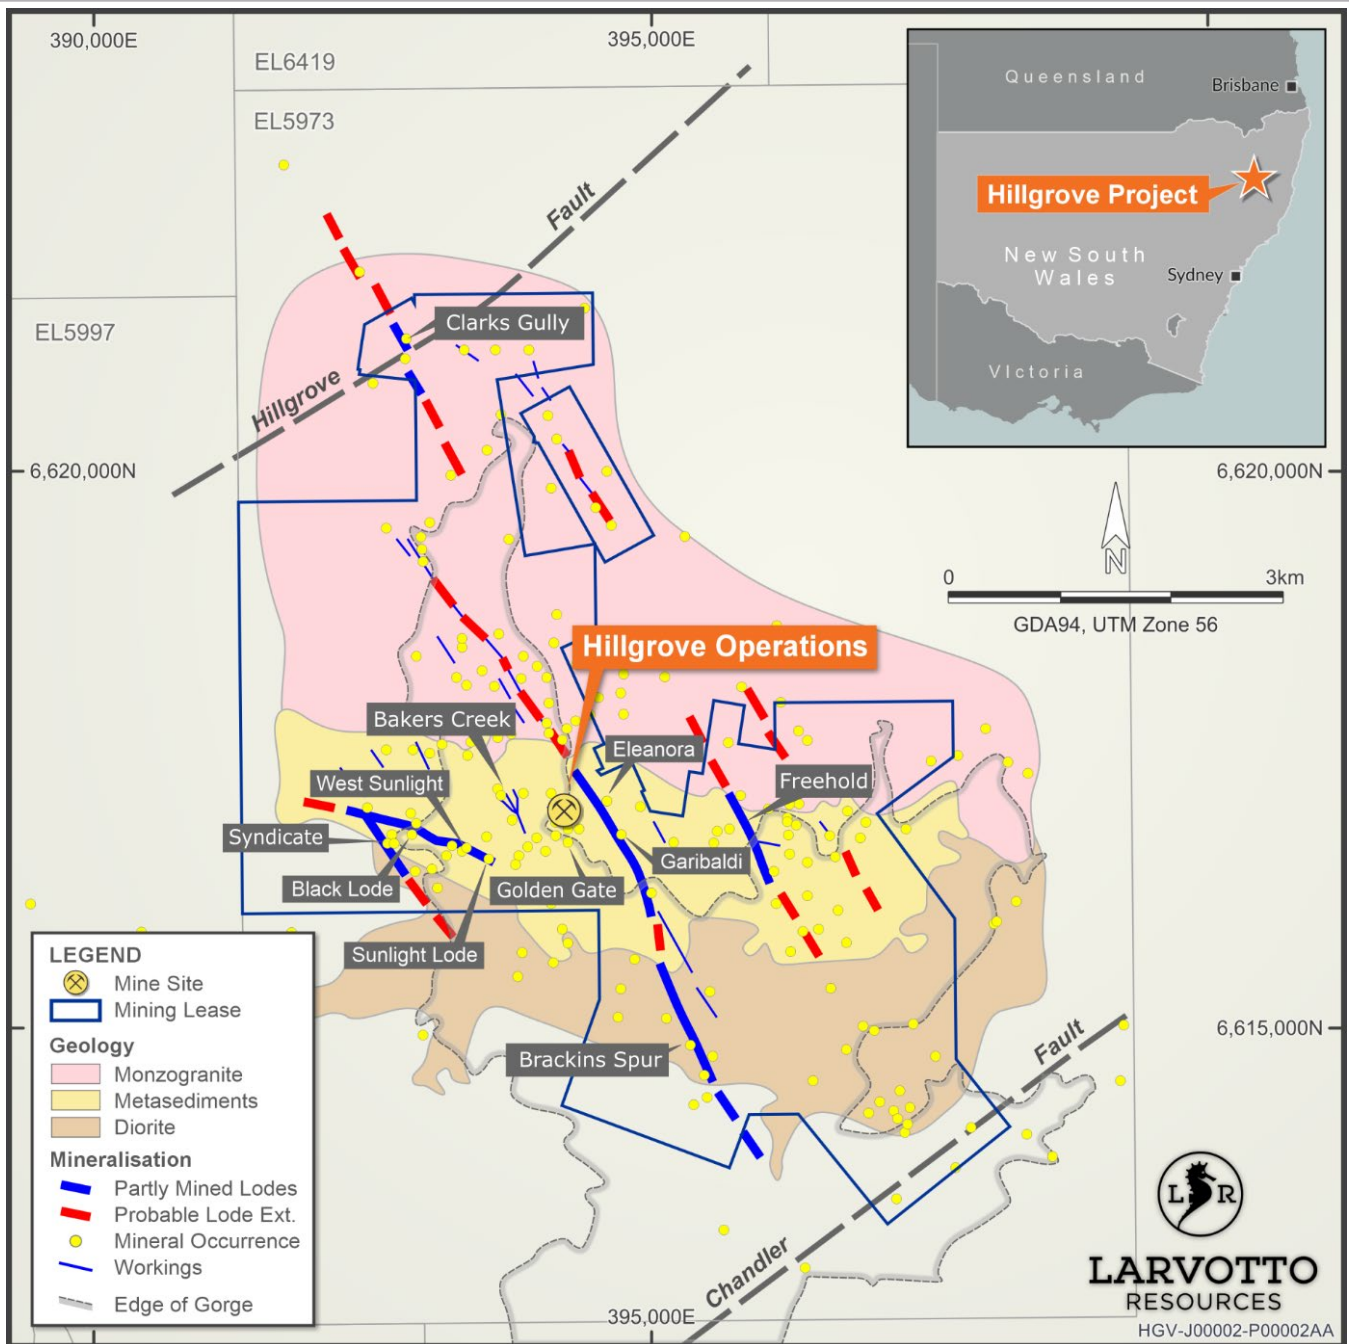 390,000E
395,000E
EL6419
EL5973
EL5997
Queensland
Brisbane
Hillgrove Project
New South
Wales
Sydney
VIctoria
Fault
Clarks Gully
Hillgrove
6,620,000N
6,620,000N
N
0
3km
GDA94, UTM Zone 56
Hillgrove Operations
Bakers Creek
Eleanora
West Sunlight
Freehold
Syndicate
Garibaldi
Black Lode
Golden Gate
Sunlight Lode
LEGEND
Mine Site
Mining Lease
Geology
Monzogranite
Metasediments
Diorite
Mineralisation
Partly Mined Lodes
Probable Lode Ext.
Mineral Occurrence
Workings
Edge of Gorge
6,615,000N
Brackins Spur
Fault
Chandler
395,000E
L R
LARVOTTO
RESOURCES
HGV-J00002-P00002AA